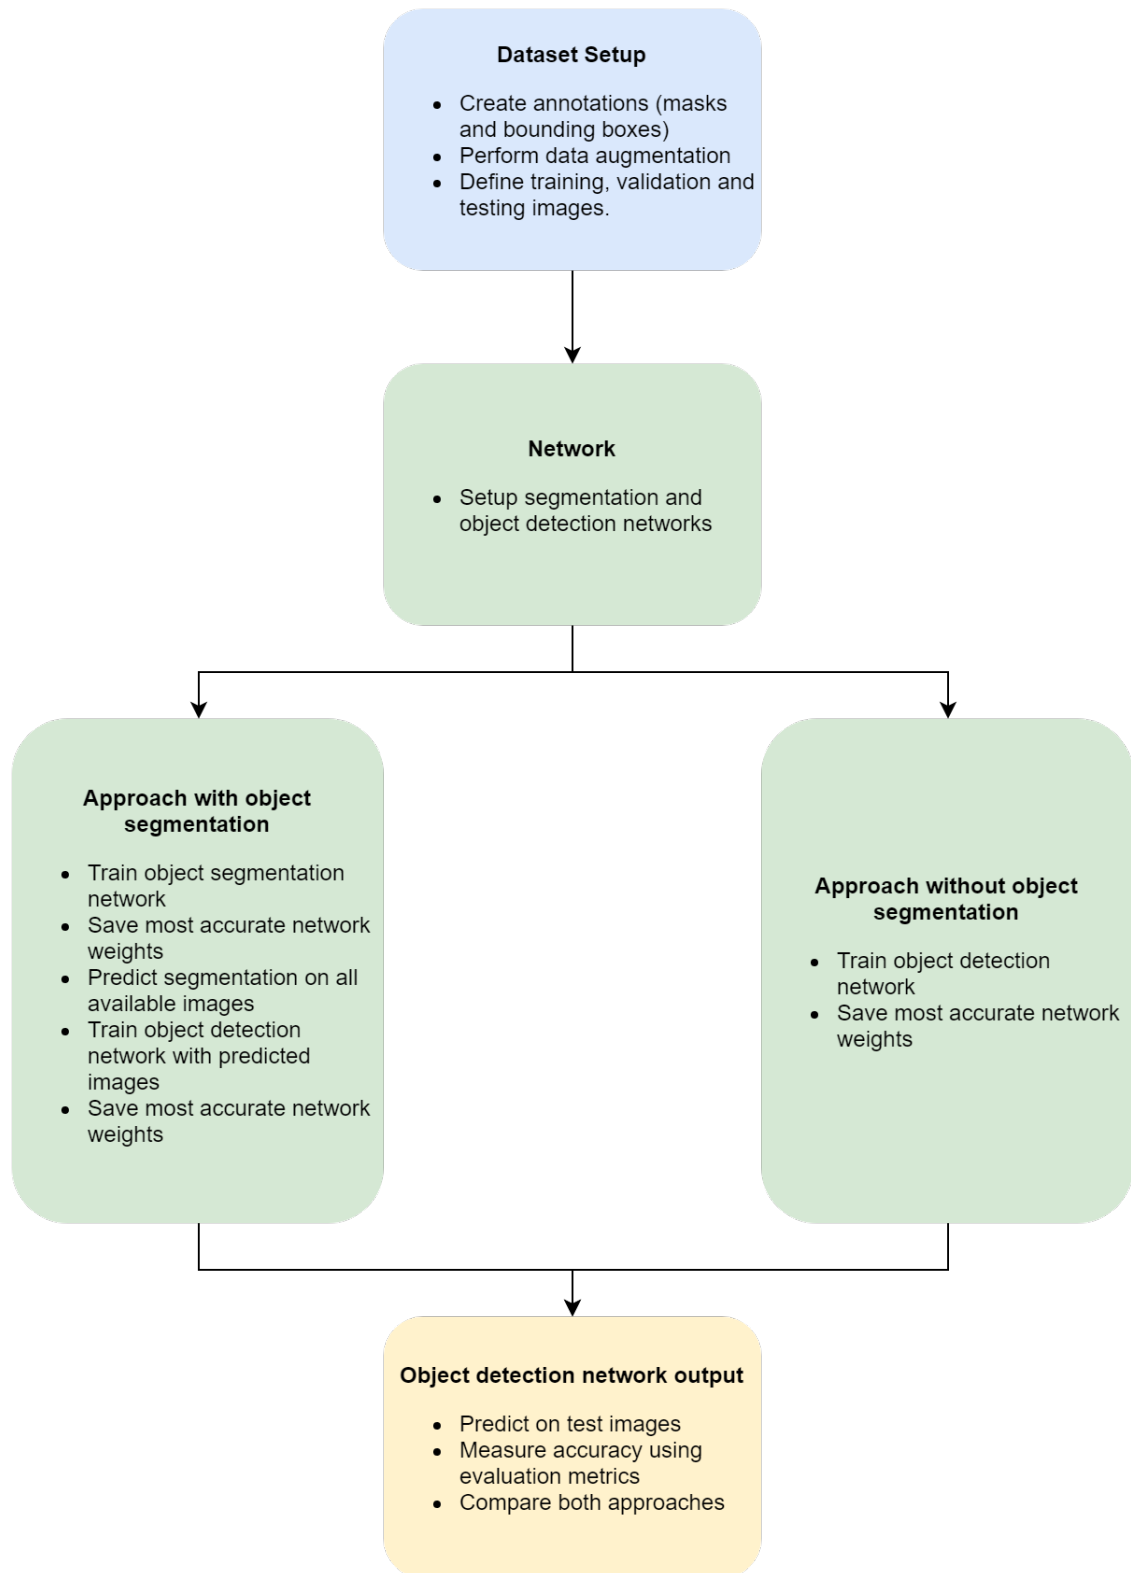 Dataset Setup
• Create annotations (masks
and bounding boxes)
• Perform data augmentation
• Define training, validation and
testing images.
Network
• Setup segmentation and
object detection networks
Approach with object
segmentation
• Train object segmentation
network
• Save most accurate network
weights
• Predict segmentation on all
available images
• Train object detection
network with predicted
images
• Save most accurate network
weights
Approach without object
segmentation
• Train object detection
network
• Save most accurate network
weights
Object detection network output
• Predict on test images
• Measure accuracy using
evaluation metrics
• Compare both approaches